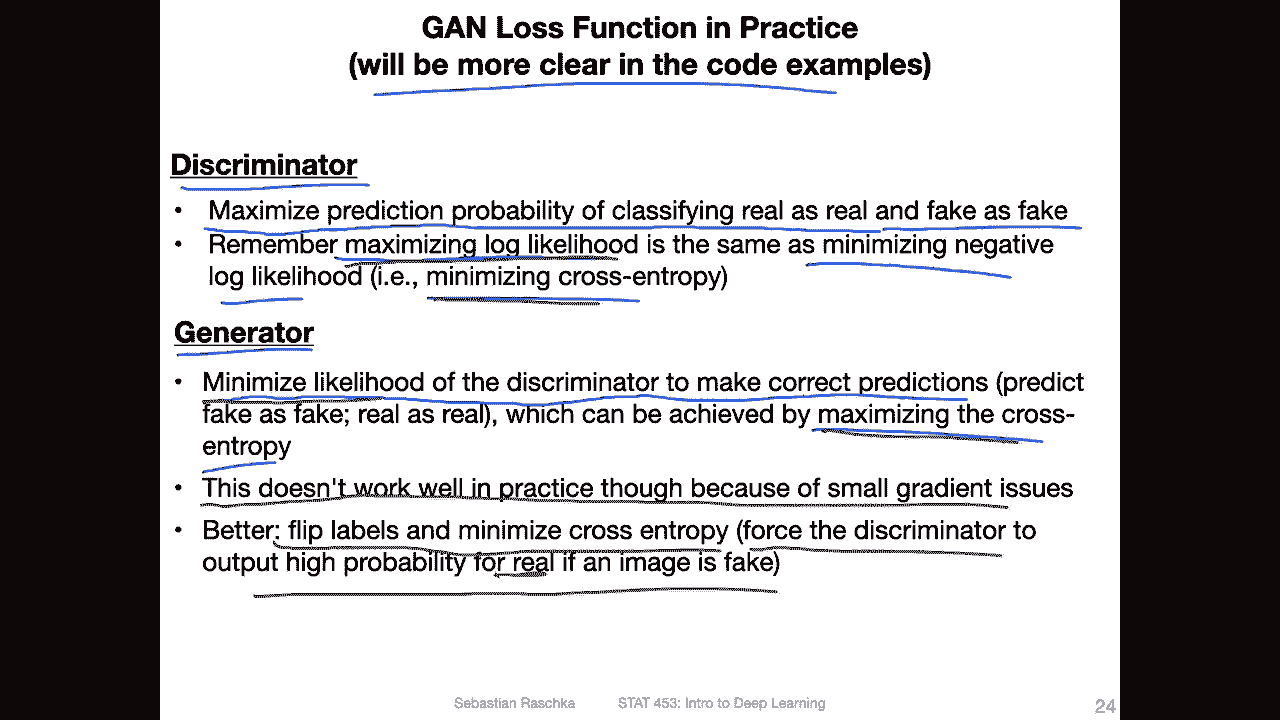 GAN Loss Function in Practice
(will be more clear in the code examples)
Discriminator
• Maximize prediction probability of classifying real as real and fake as fake
• Remember maximizing log likelihood is the same as minimizing negative
log likelihood (i.e., minimizing cross-entropy)
Generator
• Minimize likelihood of the discriminator to make correct predictions (predict
fake as fake; real as real), which can be achieved by maximizing the cross-
entropy
• This doesn't work well in practice though because of small gradient issues
• Better: flip labels and minimize cross entropy (force the discriminator to
output high probability for real if an image is fake)
Sebastian Raschka STAT 453: Intro to Deep Learning 24